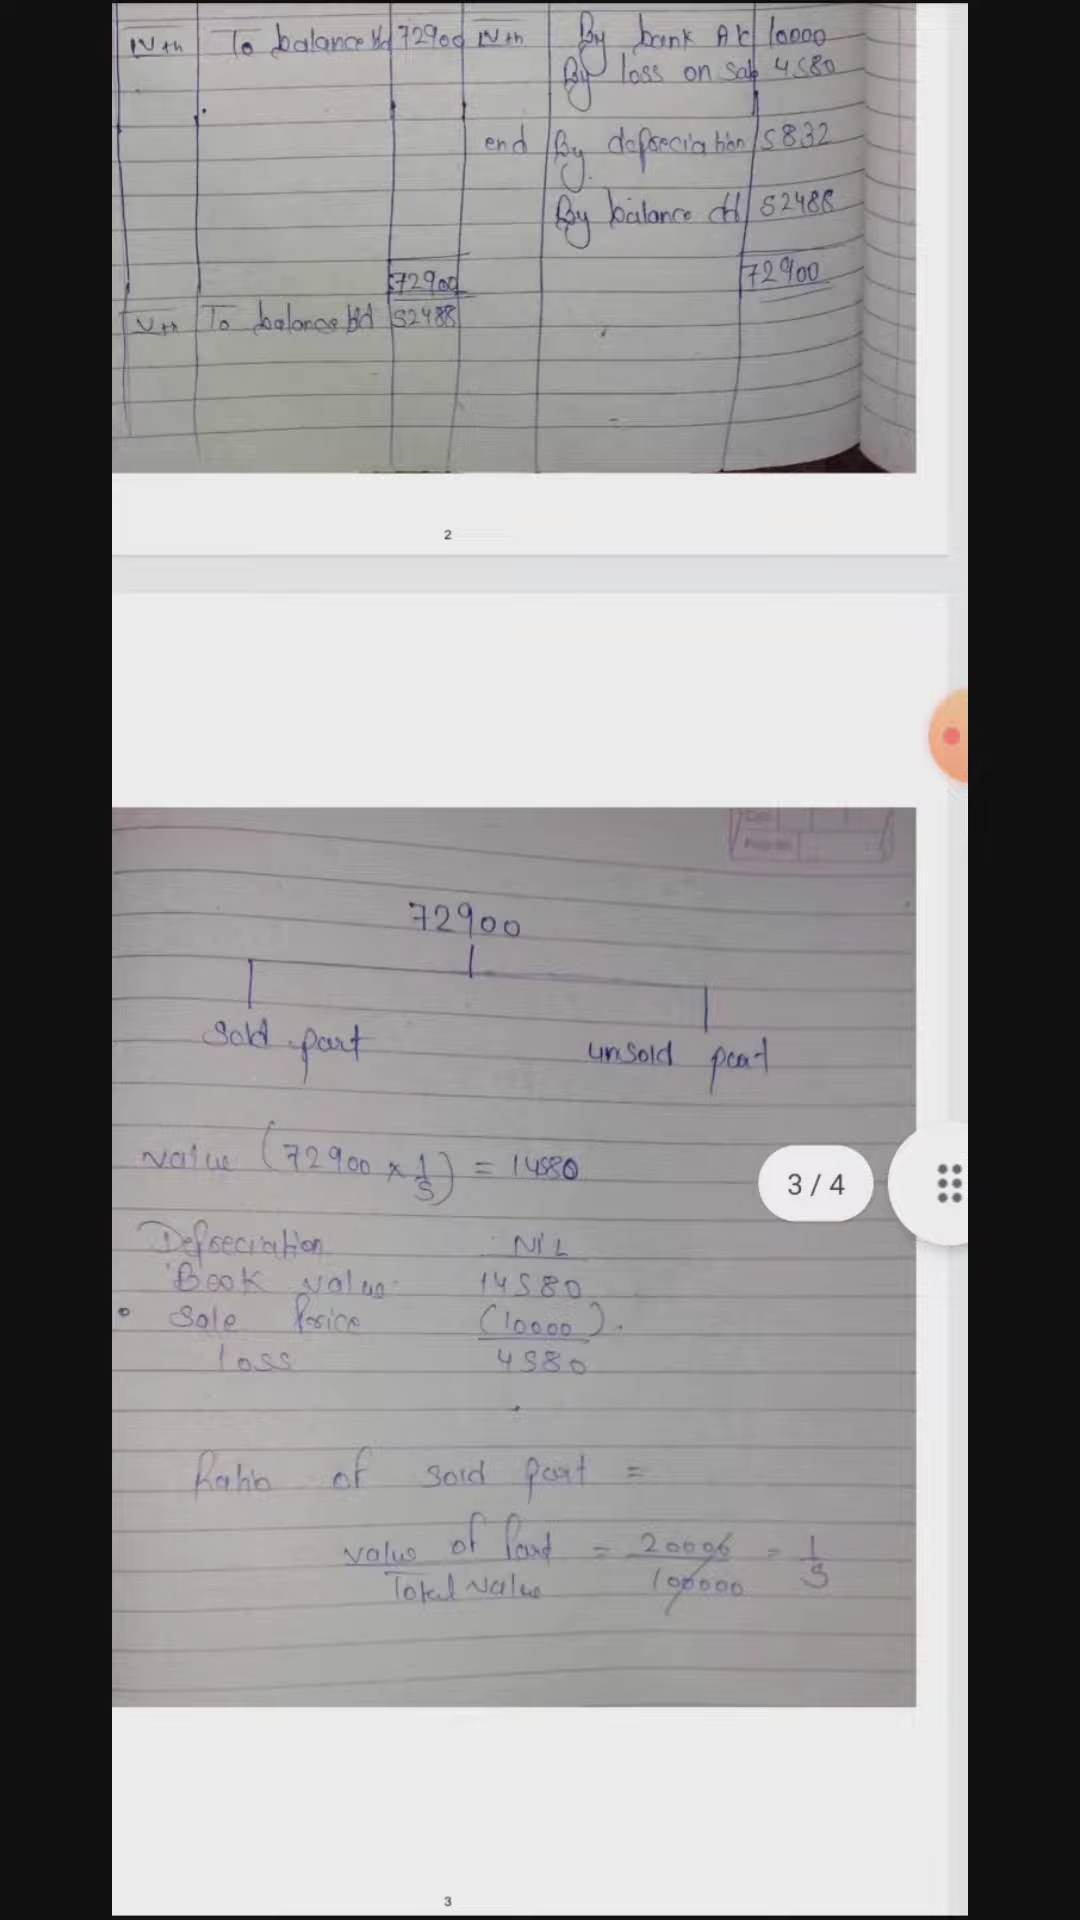 IVth To balance b/d 72900 IVth By bank A/c 10000
By loss on sale 4580
end By depreciation 5832
By balance c/d 52488
72900 72900
Vth To balance b/d 52488
2
72900
Sold part unsold part
Value (72900 x 1/5) = 14580
3 / 4
Depreciation NIL
Book value 14580
Sale Price (10000)
loss 4580
Ratio of sold part =
Value of Part / Total value = 20000 / 100000 = 1/5
3